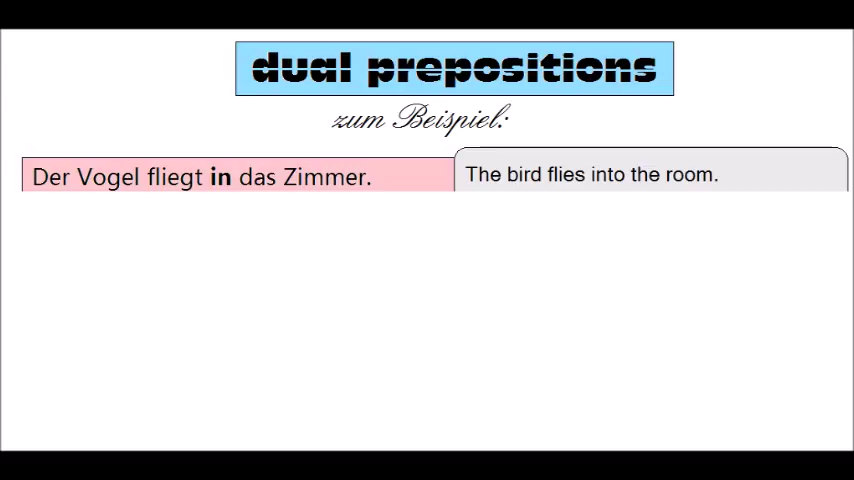 dual prepositions
zum Beispiel:
Der Vogel fliegt in das Zimmer.
The bird flies into the room.